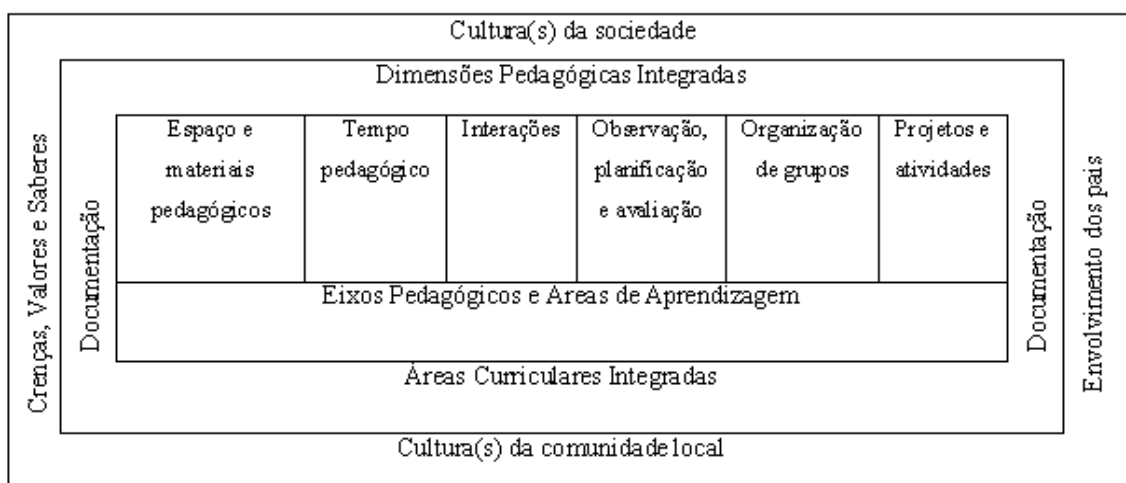 Cultura(s) da sociedade
Dimensões Pedagógicas Integradas
Crenças, Valores e Saberes
Documentação
Espaço e
materiais
pedagógicos
Tempo
pedagógico
Interações
Observação,
planificação
e avaliação
Organização
de grupos
Projetos e
atividades
Documentação
Envolvimento dos pais
Eixos Pedagógicos e Areas de Aprendizagem
Áreas Curriculares Integradas
Cultura(s) da comunidade local